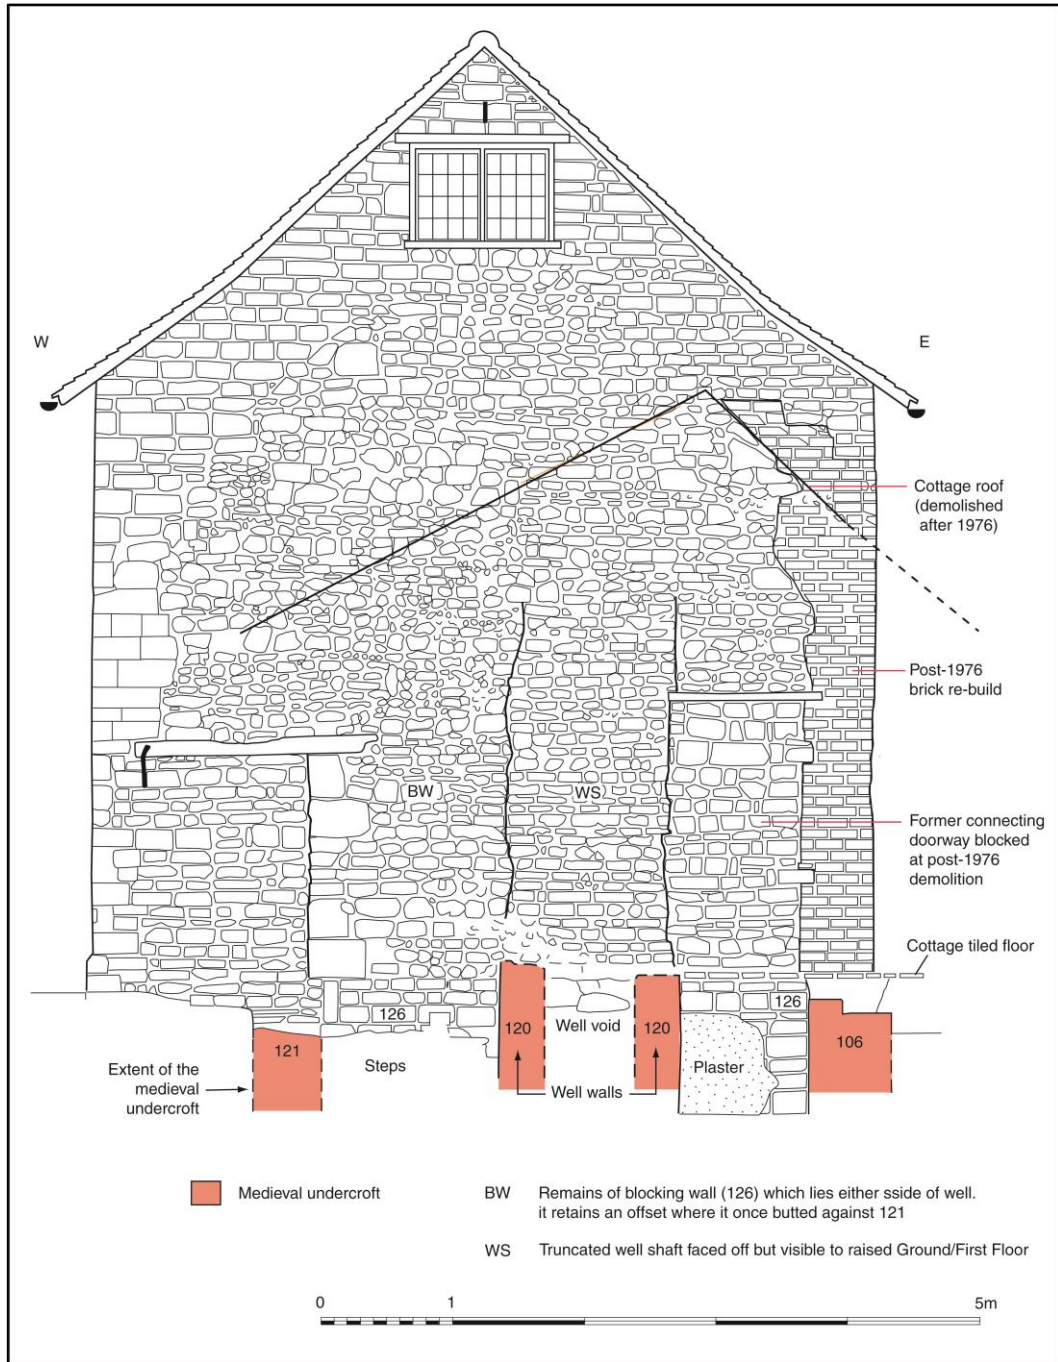 W
E
Cottage roof
(demolished
after 1976)
Post-1976
brick re-build
BW
WS
Former connecting
doorway blocked
at post-1976
demolition
Cottage tiled floor
126
126
120
Well void
120
121
106
Steps
Plaster
Extent of the
medieval
undercroft
Well walls
Medieval undercroft
BW Remains of blocking wall (126) which lies either sside of well.
it retains an offset where it once butted against 121
WS Truncated well shaft faced off but visible to raised Ground/First Floor
0 1 5m